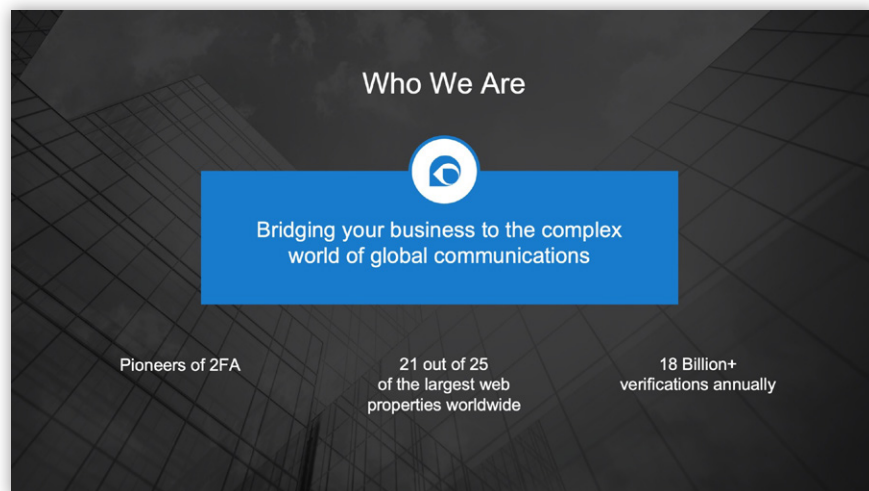 Who We Are
Bridging your business to the complex
world of global communications
Pioneers of 2FA
21 out of 25
of the largest web
properties worldwide
18 Billion+
verifications annually